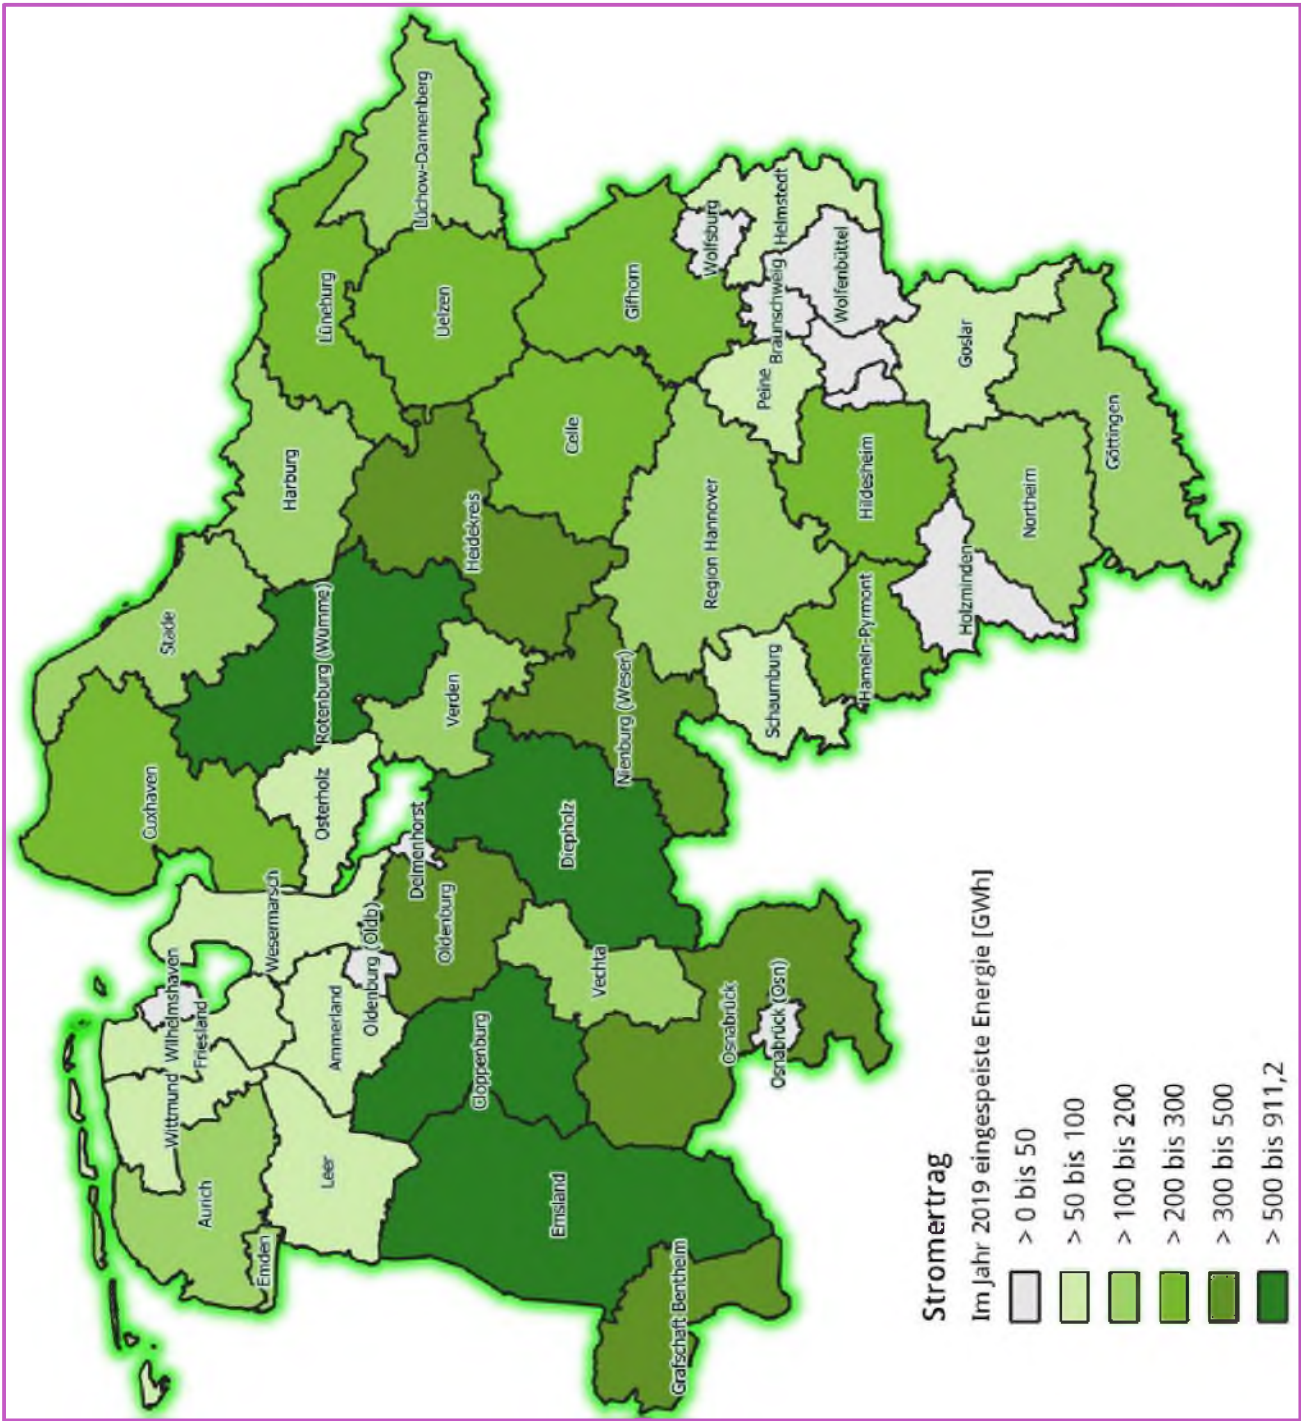 Lüchow-Dannenberg
Lüneburg
Uelzen
Harburg
Stade
Cuxhaven
Rotenburg (Wümme)
Heidekreis
Celle
Gifhorn
Wolfsburg
Helmstedt
Braunschweig
Wolfenbüttel
Peine
Goslar
Region Hannover
Hildesheim
Göttingen
Northeim
Holzminden
Hameln-Pyrmont
Schaumburg
Nienburg (Weser)
Verden
Osterholz
Diepholz
Delmenhorst
Oldenburg
Wesermarsch
Oldenburg (Oldb)
Wilhelmshaven
Friesland
Ammerland
Wittmund
Aurich
Emden
Leer
Cloppenburg
Vechta
Osnabrück
Osnabrück (Osn)
Emsland
Grafschaft Bentheim
Stromertrag
Im Jahr 2019 eingespeiste Energie [GWh]
> 0 bis 50
> 50 bis 100
> 100 bis 200
> 200 bis 300
> 300 bis 500
> 500 bis 911,2